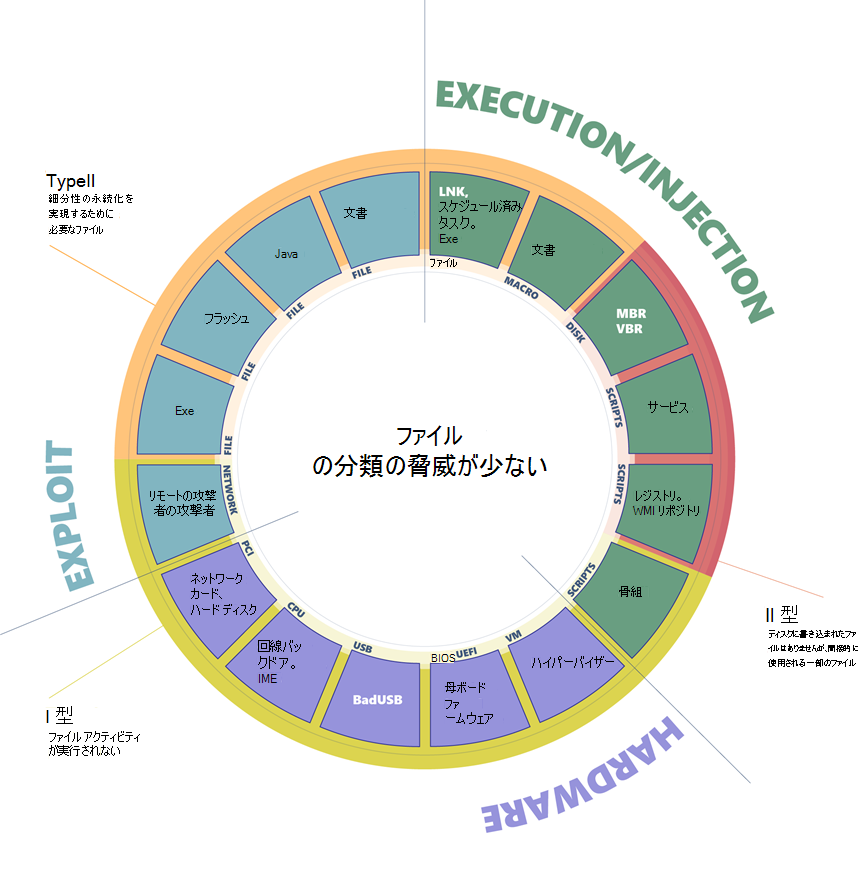 EXECUTION/INJECTION
TypeII
細分性の永続化を
実現するために
必要なファイル
文書
LNK,
スケジュール済み
タスク。
Exe
ファイル
文書
Java
FILE
MACRO
FILE
フラッシュ
MBR
VBR
DISK
FILE
Exe
サービス
SCRIPTS
FILE
ファイル
の分類の脅威が少ない
EXPLOIT
リモートの攻撃
者の攻撃者
NETWORK
レジストリ。
WMI リポジトリ
SCRIPTS
ネットワーク
カード、
ハード ディスク
PCI
骨組
SCRIPTS
II 型
ディスクに書き込まれたファ
イルはありませんが、間接的に
使用される一部のファイル
回線バッ
クドア。
IME
CPU
BadUSB
USB
BIOS
UEFI
母ボード
ファ
ームウェア
VM
ハイパーバイザー
I 型
ファイル アクティビティ
が実行されない
HARDWARE